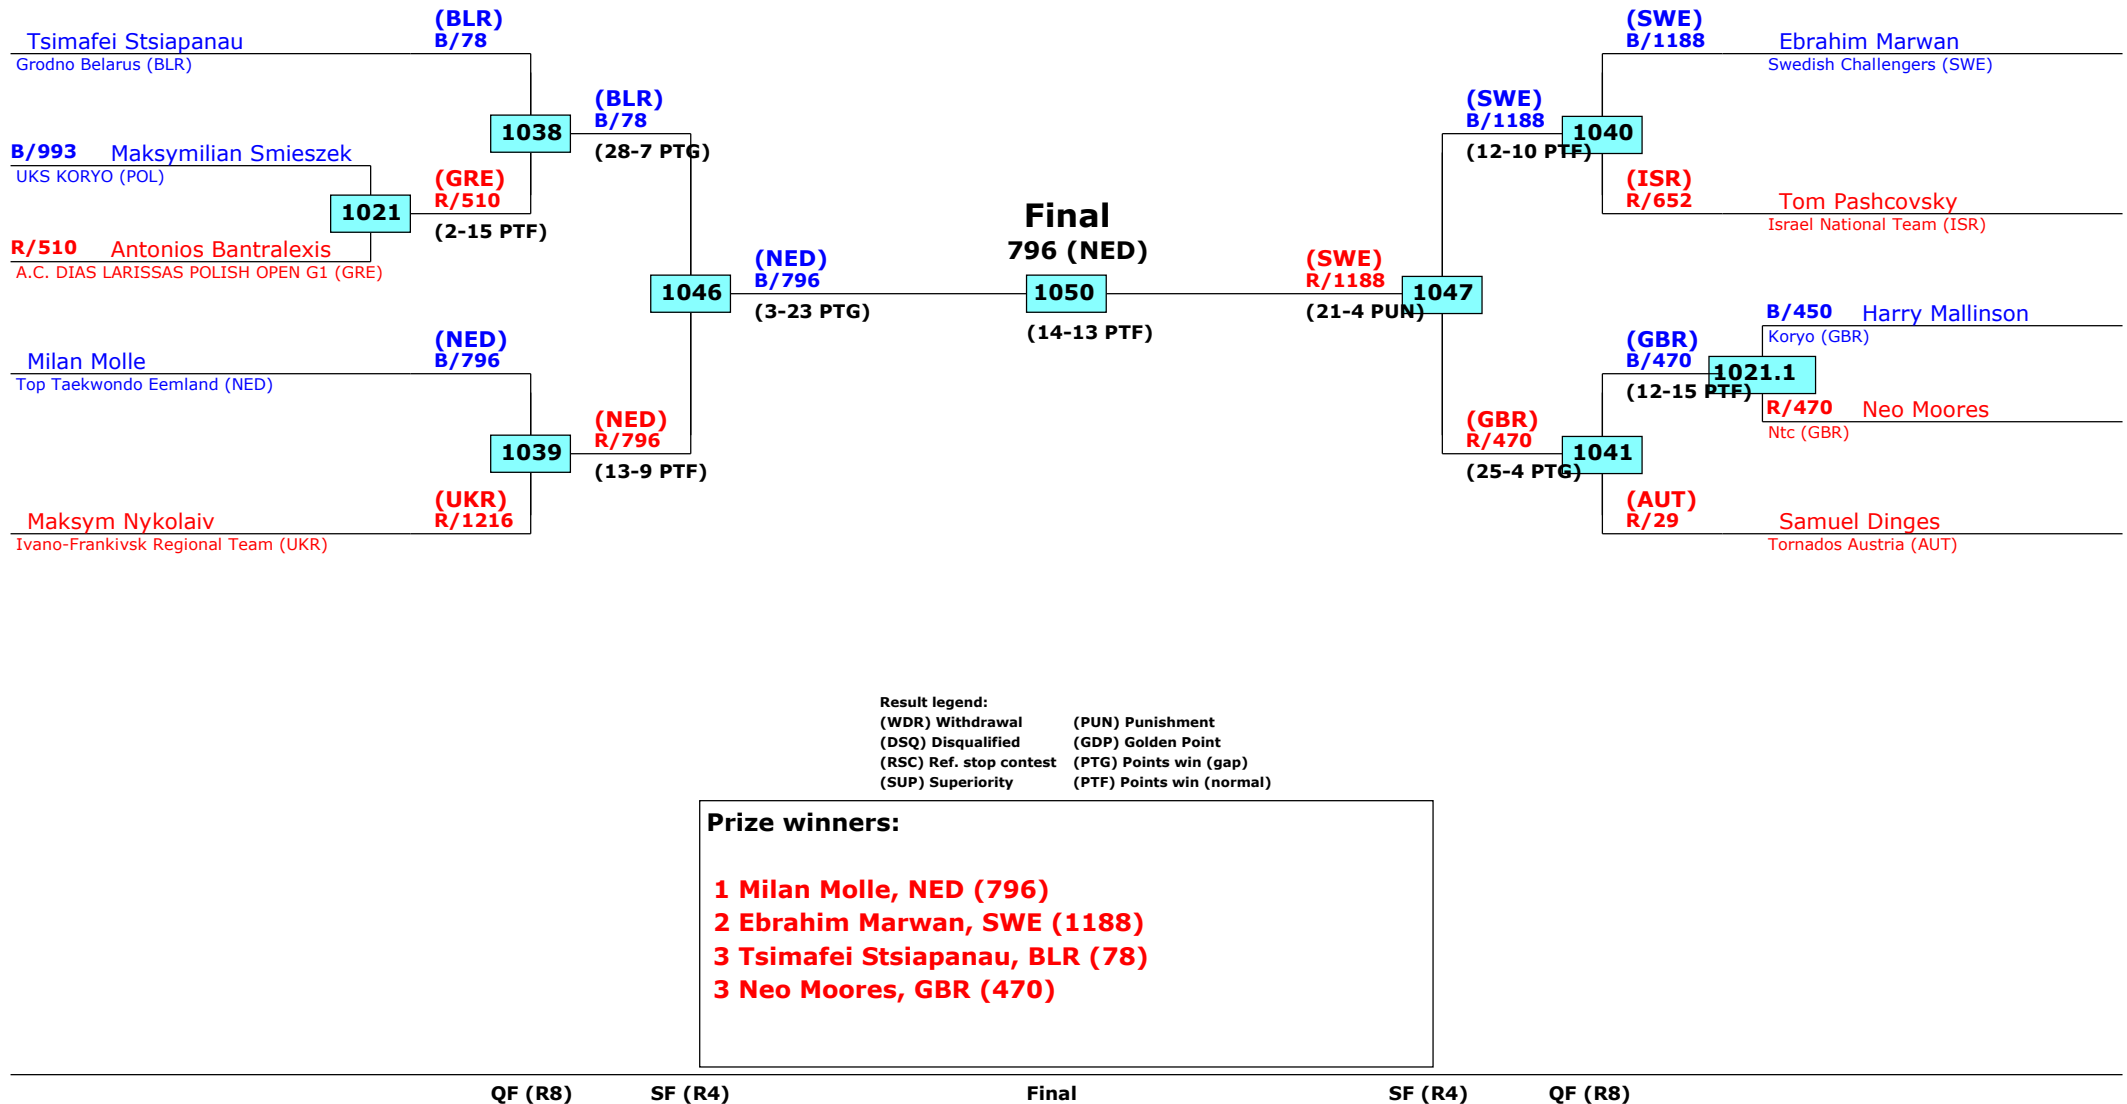 (BLR)
B/78
Tsimafei Stsiapanau
Grodno Belarus (BLR)
B/993 Maksymilian Smieszek
UKS KORYO (POL)
1021
R/510 Antonios Bantralexis
A.C. DIAS LARISSAS POLISH OPEN G1 (GRE)
(GRE)
R/510
(2-15 PTF)
1038
(BLR)
B/78
(28-7 PTG)
(NED)
B/796
Milan Molle
Top Taekwondo Eemland (NED)
1039
(UKR)
R/1216
Maksym Nykolaiv
Ivano-Frankivsk Regional Team (UKR)
(NED)
R/796
(13-9 PTF)
1046
(NED)
B/796
(3-23 PTG)
Final
796 (NED)
1050
(14-13 PTF)
(SWE)
R/1188
(21-4 PUN)
1047
(SWE)
B/1188
(12-10 PTF)
1040
(SWE)
B/1188
Ebrahim Marwan
Swedish Challengers (SWE)
(ISR)
R/652
Tom Pashcovsky
Israel National Team (ISR)
(GBR)
R/470
(25-4 PTG)
1041
(GBR)
B/470
(12-15 PTF)
1021.1
B/450 Harry Mallinson
Koryo (GBR)
R/470 Neo Moores
Ntc (GBR)
(AUT)
R/29
Samuel Dinges
Tornados Austria (AUT)
Result legend:
(WDR) Withdrawal (PUN) Punishment
(DSQ) Disqualified (GDP) Golden Point
(RSC) Ref. stop contest (PTG) Points win (gap)
(SUP) Superiority (PTF) Points win (normal)
Prize winners:
1 Milan Molle, NED (796)
2 Ebrahim Marwan, SWE (1188)
3 Tsimafei Stsiapanau, BLR (78)
3 Neo Moores, GBR (470)
QF (R8) SF (R4) Final SF (R4) QF (R8)